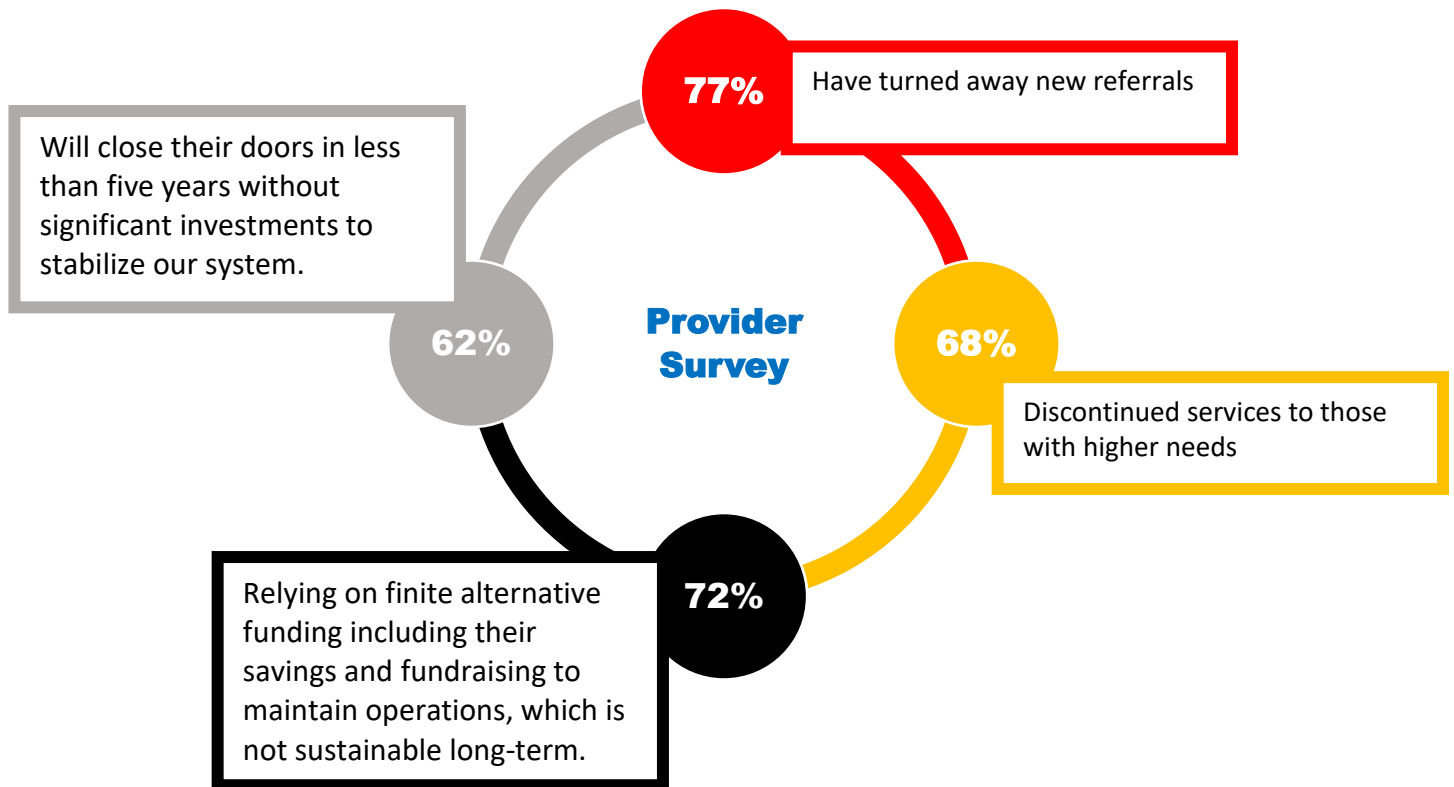 77%
Have turned away new referrals
Will close their doors in less
than five years without
significant investments to
stabilize our system.
62%
Provider
Survey
68%
Discontinued services to those
with higher needs
72%
Relying on finite alternative
funding including their
savings and fundraising to
maintain operations, which is
not sustainable long-term.